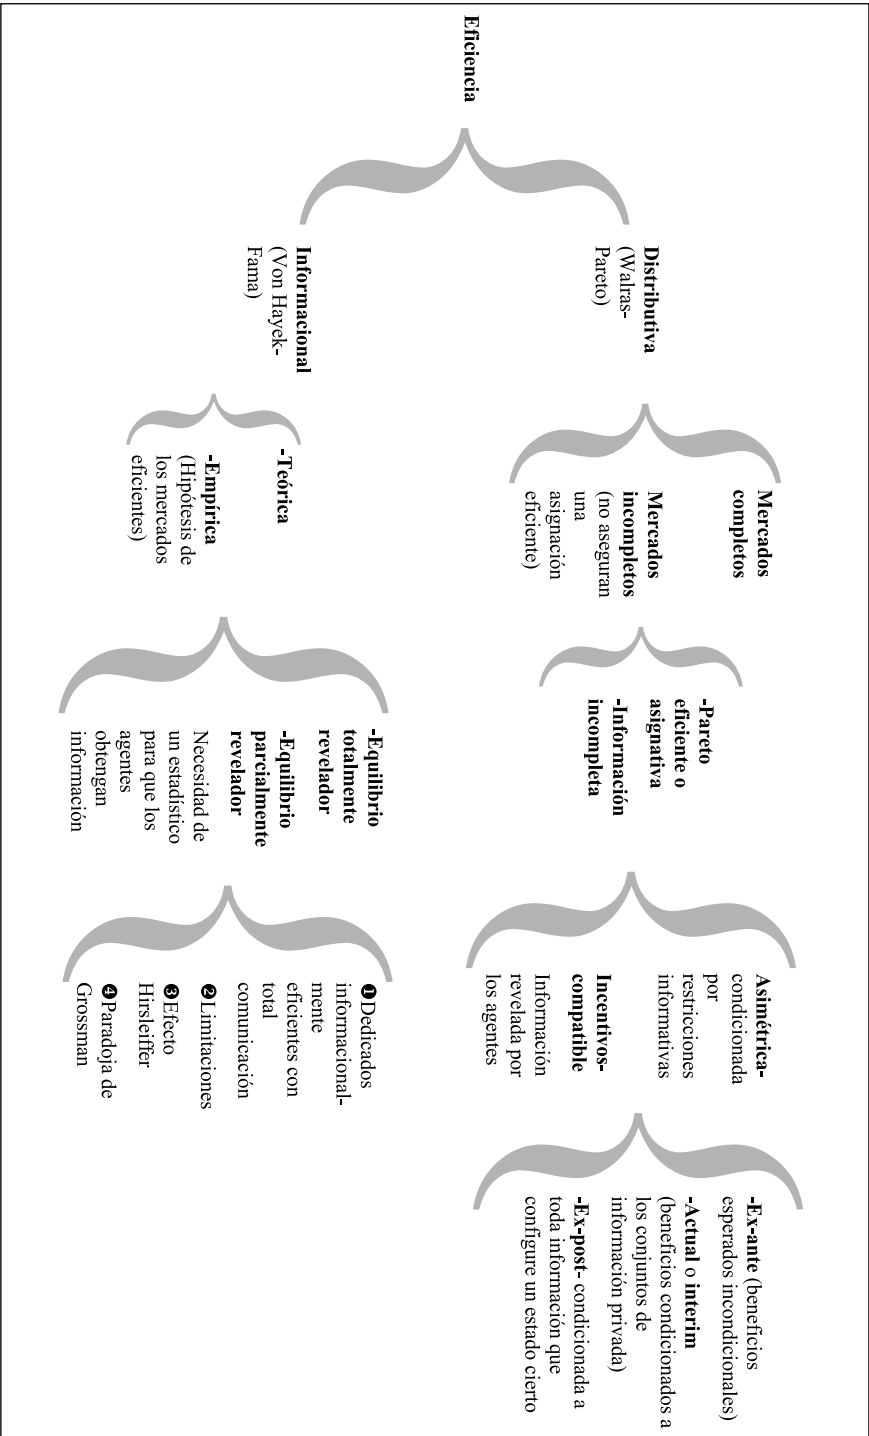 Eficiencia
Distributiva
(Walras-
Pareto)
Informacional
(Von Hayek-
Fama)
Mercados
completos
Mercados
incompletos
(no aseguran
una
asignación
eficiente)
-Teórica
-Empírica
(Hipótesis de
los mercados
eficientes)
-Pareto
eficiente o
asignativa
-Información
incompleta
-Equilibrio
totalmente
revelador
-Equilibrio
parcialmente
revelador
Necesidad de
un estadístico
para que los
agentes
obtengan
información
Asimétrica-
condicionada
por
restricciones
informativas
Incentivos-
compatible
Información
revelada por
los agentes
❶Dedicados
informacional-
mente
eficientes con
total
comunicación
❷Limitaciones
❸Efecto
Hirsleiffer
❹Paradoja de
Grossman
-Ex-ante (beneficios
esperados incondicionales)
-Actual o interim
(beneficios condicionados a
los conjuntos de
información privada)
-Ex-post- condicionada a
toda información que
configure un estado cierto